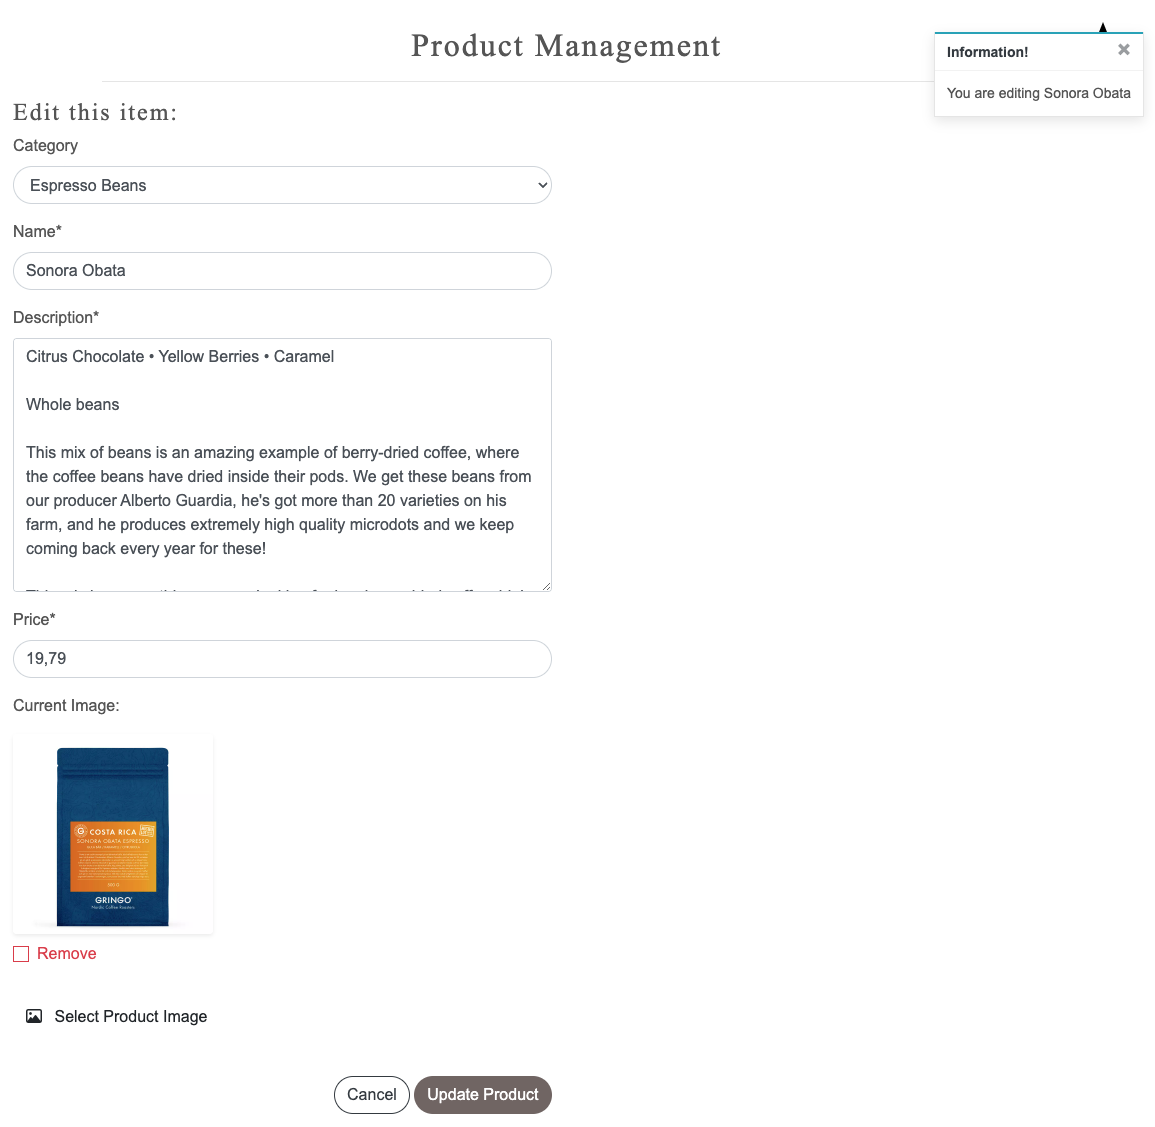 Product Management
Information!
You are editing Sonora Obata
Edit this item:
Category
Espresso Beans
Name*
Sonora Obata
Description*
Citrus Chocolate • Yellow Berries • Caramel
Whole beans
This mix of beans is an amazing example of berry-dried coffee, where
the coffee beans have dried inside their pods. We get these beans from
our producer Alberto Guardia, he's got more than 20 varieties on his
farm, and he produces extremely high quality microdots and we keep
coming back every year for these!
Price*
19,79
Current Image:
G COSTA RICA
SONORA OBATA ESPRESSO
GRINGO
Nordic Coffee Roasters
Remove
Select Product Image
Cancel
Update Product